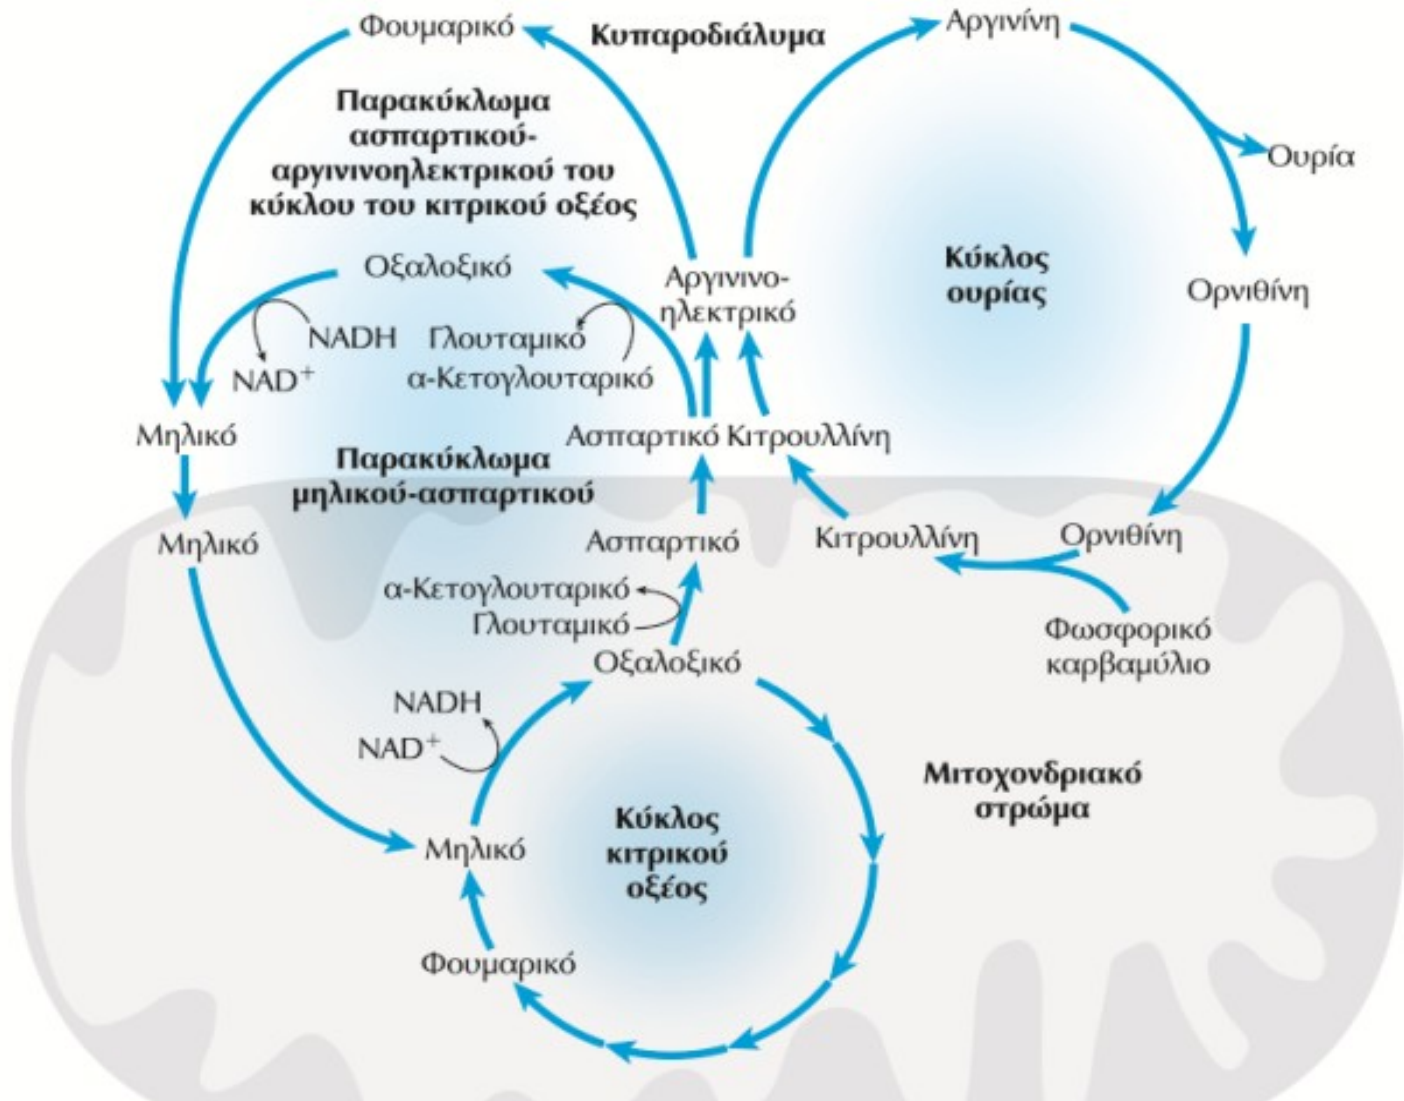 Φουμαρικό
Κυπαροδιάλυμα
Αργινίνη
Παρακύκλωμα
ασπαρτικού-
αργινινοηλεκτρικού του
κύκλου του κιτρικού οξέος
Ουρία
Οξαλοξικό
Αργινινο-
ηλεκτρικό
Κύκλος
ουρίας
Ορνιθίνη
NADH
Γλουταμικό
NAD⁺
α-Κετογλουταρικό
Μηλικό
Ασπαρτικό
Κιτρουλλίνη
Παρακύκλωμα
μηλικού-ασπαρτικού
Μηλικό
Ασπαρτικό
Κιτρουλλίνη
Ορνιθίνη
α-Κετογλουταρικό
Γλουταμικό
Φωσφορικό
καρβαμύλιο
Οξαλοξικό
NADH
NAD⁺
Μιτοχονδριακό
στρώμα
Κύκλος
κιτρικού
οξέος
Μηλικό
Φουμαρικό